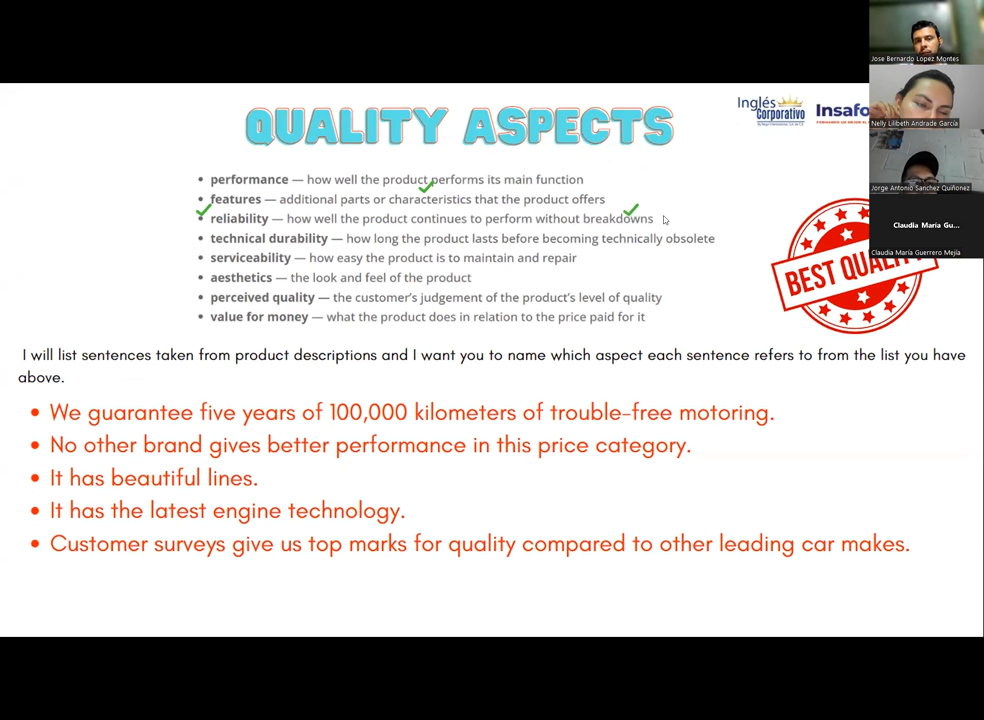 QUALITY ASPECTS
Inglés
Corporativo
Insafo
• performance — how well the product performs its main function
• features — additional parts or characteristics that the product offers
• reliability — how well the product continues to perform without breakdowns
• technical durability — how long the product lasts before becoming technically obsolete
• serviceability — how easy the product is to maintain and repair
• aesthetics — the look and feel of the product
• perceived quality — the customer's judgement of the product's level of quality
• value for money — what the product does in relation to the price paid for it
BEST QUALITY
I will list sentences taken from product descriptions and I want you to name which aspect each sentence refers to from the list you have
above.
• We guarantee five years of 100,000 kilometers of trouble-free motoring.
• No other brand gives better performance in this price category.
• It has beautiful lines.
• It has the latest engine technology.
• Customer surveys give us top marks for quality compared to other leading car makes.
Jose Bernardo Lopez Montes
Nelly Lilibeth Andrade García
Jorge Antonio Sanchez Quiñonez
Claudia María Gu...
Claudia María Guerrero Mejía